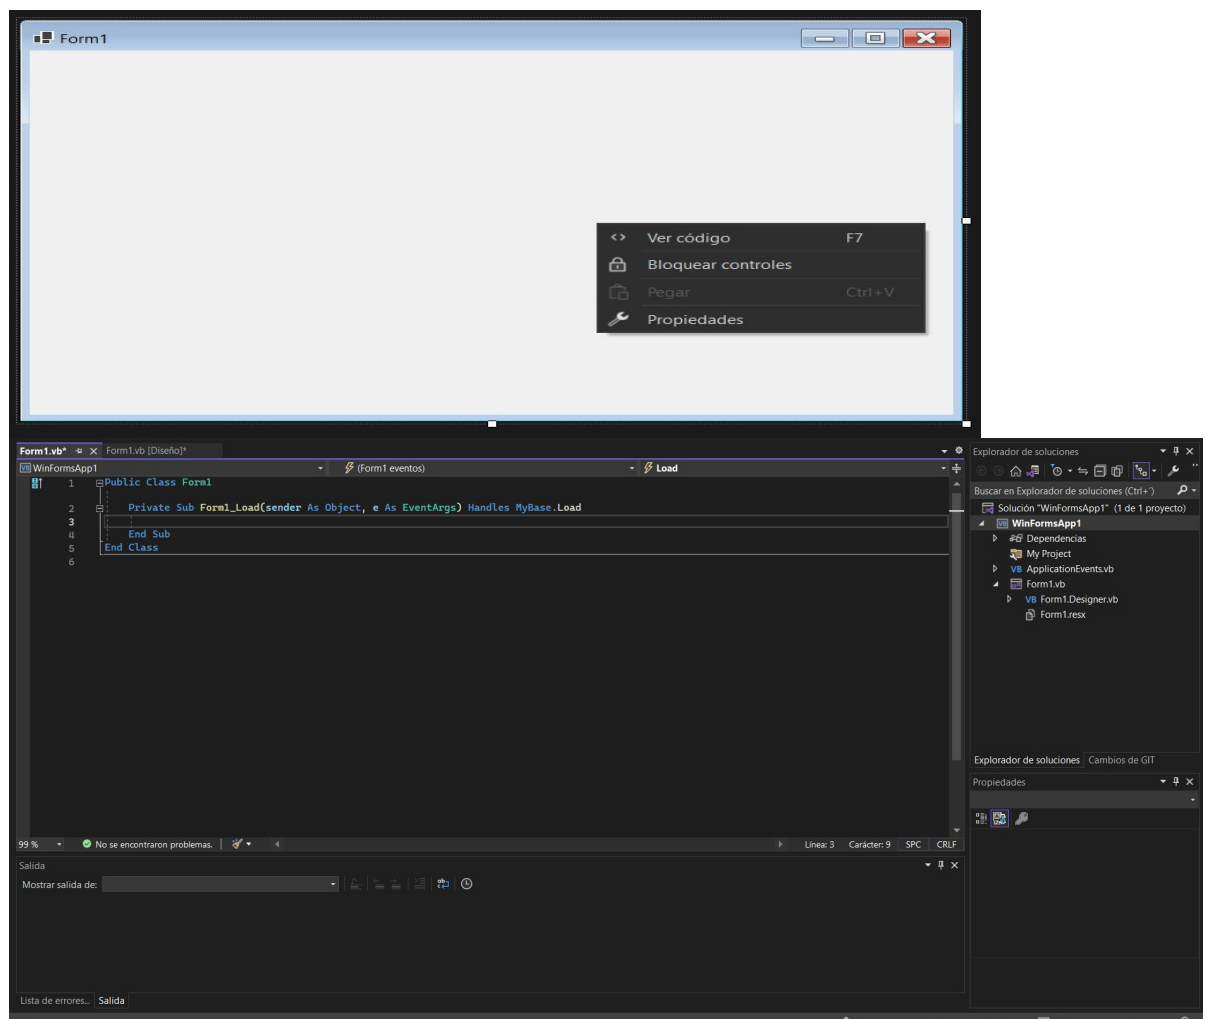 Form1
Ver código F7
Bloquear controles
Pegar Ctrl+V
Propiedades
Form1.vb* Form1.vb [Diseño]*
VB WinFormsApp1 (Form1 eventos) Load
1 Public Class Form1
2 Private Sub Form1_Load(sender As Object, e As EventArgs) Handles MyBase.Load
3
4 End Sub
5 End Class
6
99 % No se encontraron problemas. Línea: 3 Carácter: 9 SPC CRLF
Salida
Mostrar salida de:
Lista de errores... Salida
Explorador de soluciones
Buscar en Explorador de soluciones (Ctrl+´)
Solución "WinFormsApp1" (1 de 1 proyecto)
VB WinFormsApp1
Dependencias
My Project
VB ApplicationEvents.vb
Form1.vb
VB Form1.Designer.vb
Form1.resx
Explorador de soluciones Cambios de GIT
Propiedades